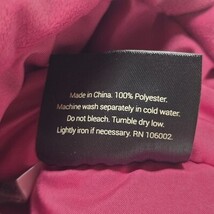 Made in China. 100% Polyester.
Machine wash separately in cold water.
Do not bleach. Tumble dry low.
Lightly iron if necessary. RN 106002.